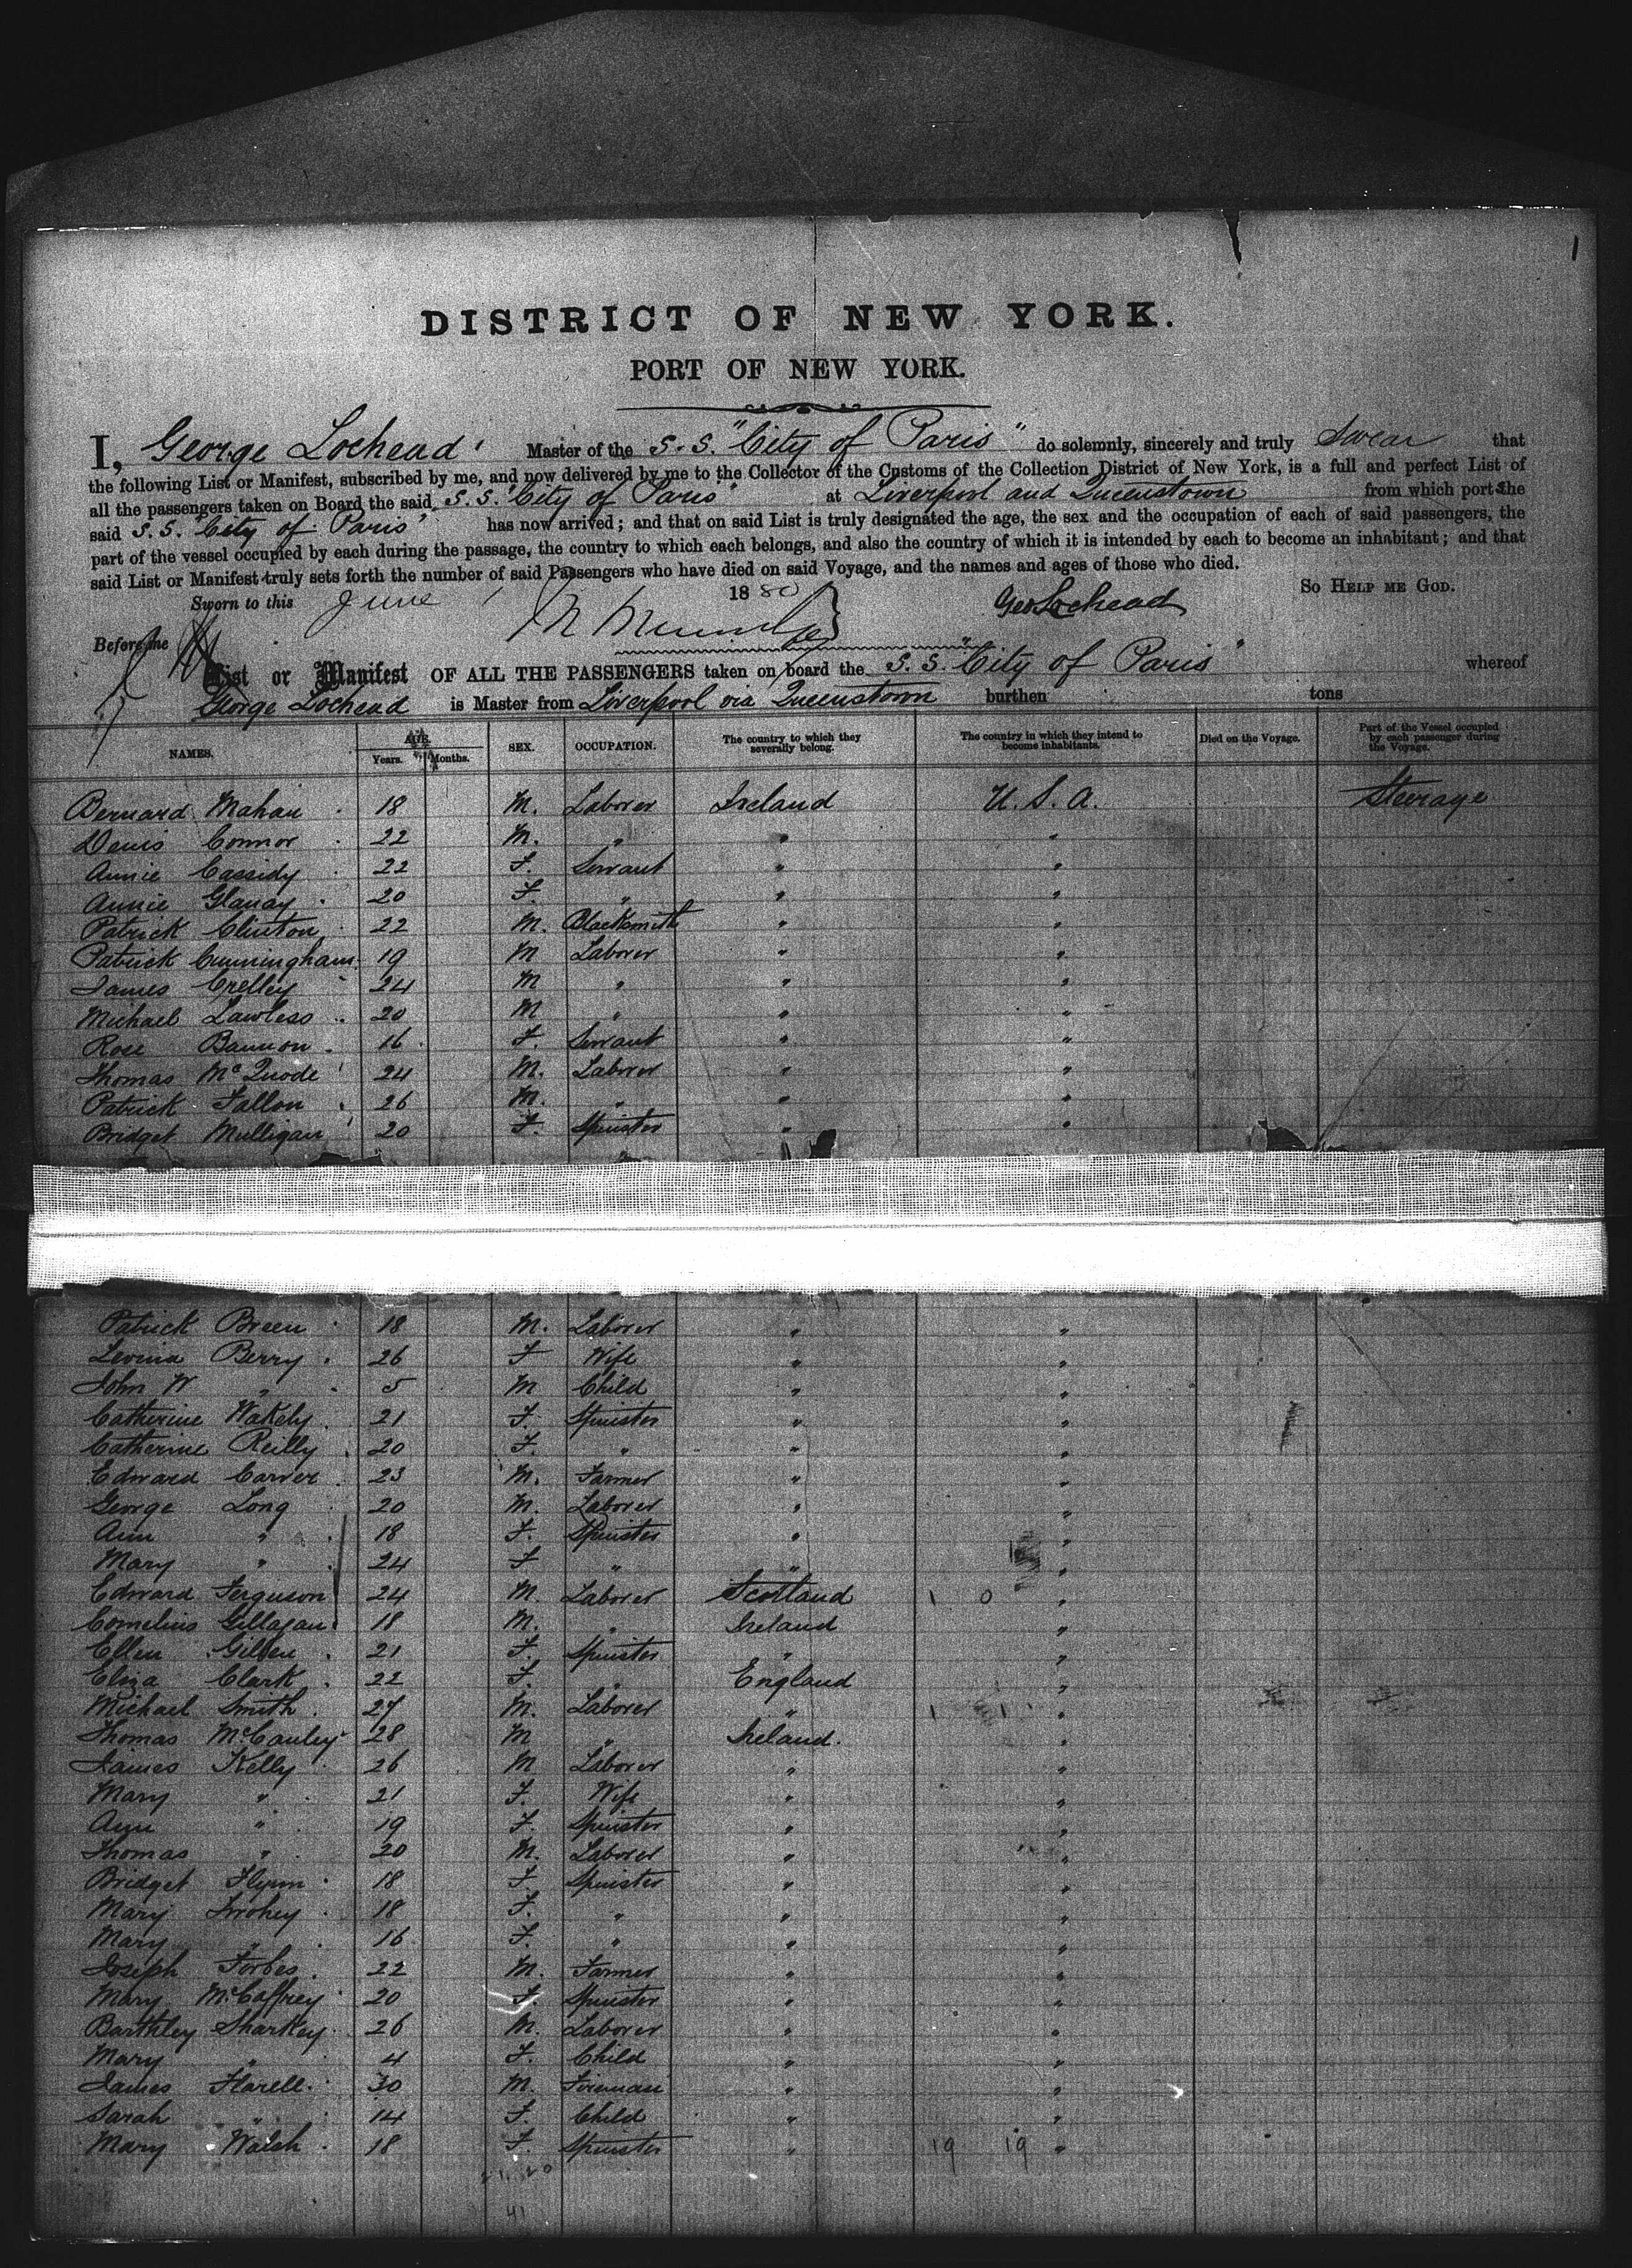 1
DISTRICT OF NEW YORK.
PORT OF NEW YORK.
I, George Lochead Master of the S.S. "City of Paris" do solemnly, sincerely and truly Swear that
the following List or Manifest, subscribed by me, and now delivered by me to the Collector of the Customs of the Collection District of New York, is a full and perfect List of
all the passengers taken on Board the said S.S. "City of Paris" at Liverpool and Queenstown from which port the
said S.S. "City of Paris" has now arrived; and that on said List is truly designated the age, the sex and the occupation of each of said passengers, the
part of the vessel occupied by each during the passage, the country to which each belongs, and also the country of which it is intended by each to become an inhabitant; and that
said List or Manifest truly sets forth the number of said Passengers who have died on said Voyage, and the names and ages of those who died.
So HELP ME GOD.
Sworn to this June 1880 Geo Lochead
Before me
List or Manifest OF ALL THE PASSENGERS taken on board the S.S. "City of Paris" whereof
George Lochead is Master from Liverpool via Queenstown burthen tons
NAMES. AGE. Years. Months. SEX. OCCUPATION. The country to which they severally belong. The country in which they intend to become inhabitants. Died on the Voyage. Part of the Vessel occupied by each passenger during the Voyage.
Bernard Mahan 18 M. Laborer Ireland U.S.A. Steerage
Denis Connor 22 M. " " "
Annie Cassidy 22 F. Servant " "
Annie Glanay 20 F. " " "
Patrick Clinton 22 M. Blacksmith " "
Patrick Cunningham 19 M Laborer " "
James Crelley 24 M " " "
Michael Lawless 20 M " " "
Rose Bannon 16 F. Servant " "
Thomas McQuode 24 M. Laborer " "
Patrick Fallon 26 M. " " "
Bridget Mulligan 20 F. Spinster " "
Patrick Breen 18 M. Laborer " "
Levina Berry 26 F Wife " "
John W " 5 M Child " "
Catherine Wakely 21 F. Spinster " "
Catherine Reilly 20 F. " " "
Edward Carver 23 M. Farmer " "
George Long 20 M. Laborer " "
Ann " 18 F. Spinster " "
Mary " 24 F " " "
Edward Ferguson 24 M. Laborer Scotland 1 0 "
Cornelius Gillagan 18 M. " Ireland "
Ellen Gilsen 21 F. Spinster " "
Eliza Clark 22 F. " England "
Michael Smith 27 M. Laborer " 1 1 "
Thomas McCauley 28 M " Ireland. "
James Kelly 26 M Laborer " "
Mary " 21 F. Wife " "
Ann " 19 F. Spinster " "
Thomas " 20 M. Laborer " "
Bridget Flynn 18 F. Spinster " "
Mary 18 F. " " "
Mary " 16 F. " " "
Joseph Forbes 22 M. Farmer " "
Mary McCaffrey 20 F. Spinster " "
Barthley Sharkey 26 M. Laborer " "
Mary " 4 F. Child " "
James Flarell 30 M. Fireman " "
Sarah " 14 F. Child " "
Mary Walsh 18 F. Spinster " 19 19 "
21 20
41